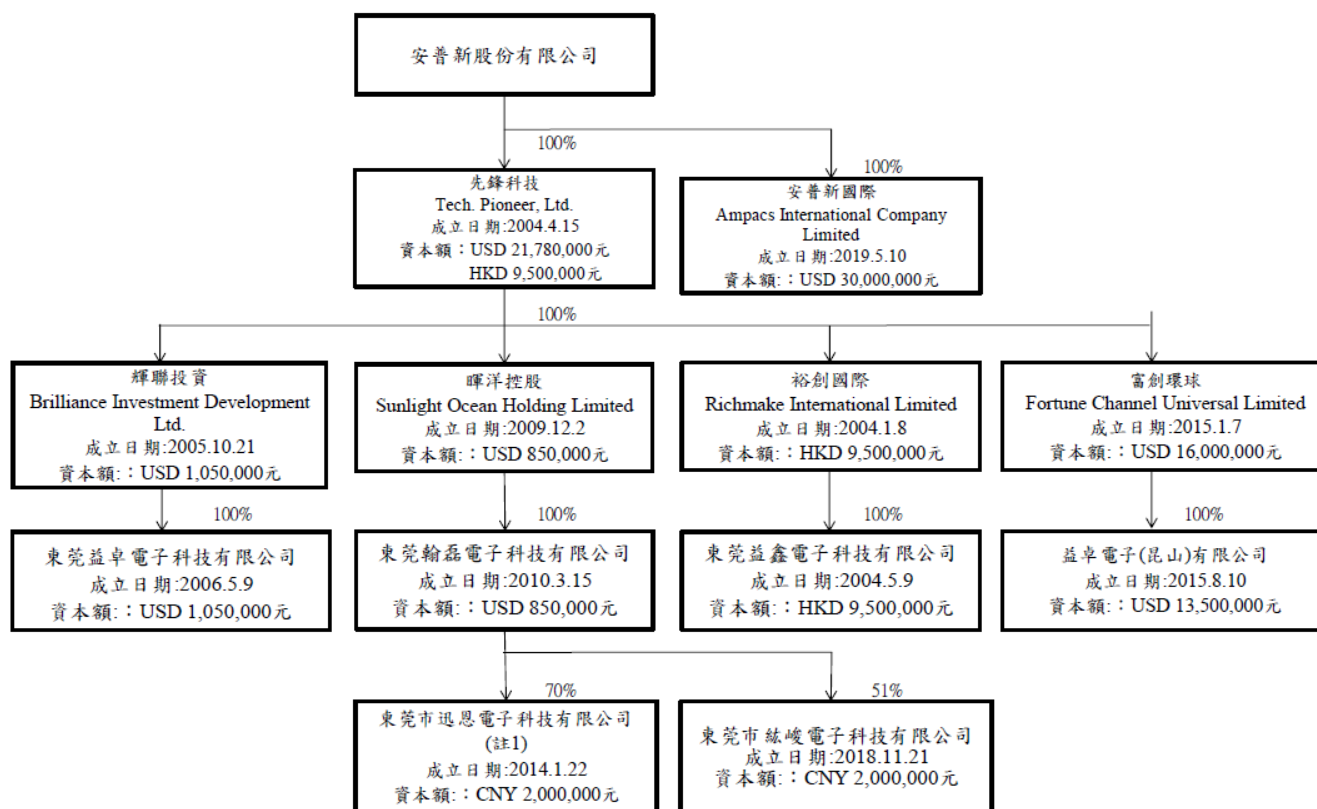 安普新股份有限公司
100%
先鋒科技
Tech. Pioneer, Ltd.
成立日期:2004.4.15
資本額：USD 21,780,000元
HKD 9,500,000元
100%
安普新國際
Ampacs International Company
Limited
成立日期:2019.5.10
資本額:：USD 30,000,000元
100%
輝聯投資
Brilliance Investment Development
Ltd.
成立日期:2005.10.21
資本額:：USD 1,050,000元
暉洋控股
Sunlight Ocean Holding Limited
成立日期:2009.12.2
資本額:：USD 850,000元
裕創國際
Richmake International Limited
成立日期:2004.1.8
資本額:：HKD 9,500,000元
富創環球
Fortune Channel Universal Limited
成立日期:2015.1.7
資本額:：USD 16,000,000元
100%
東莞益卓電子科技有限公司
成立日期:2006.5.9
資本額:：USD 1,050,000元
100%
東莞翰磊電子科技有限公司
成立日期:2010.3.15
資本額:：USD 850,000元
100%
東莞益鑫電子科技有限公司
成立日期:2004.5.9
資本額:：HKD 9,500,000元
100%
益卓電子(昆山)有限公司
成立日期:2015.8.10
資本額:：USD 13,500,000元
70%
東莞市迅恩電子科技有限公司
(註1)
成立日期:2014.1.22
資本額:：CNY 2,000,000元
51%
東莞市紘峻電子科技有限公司
成立日期:2018.11.21
資本額:：CNY 2,000,000元